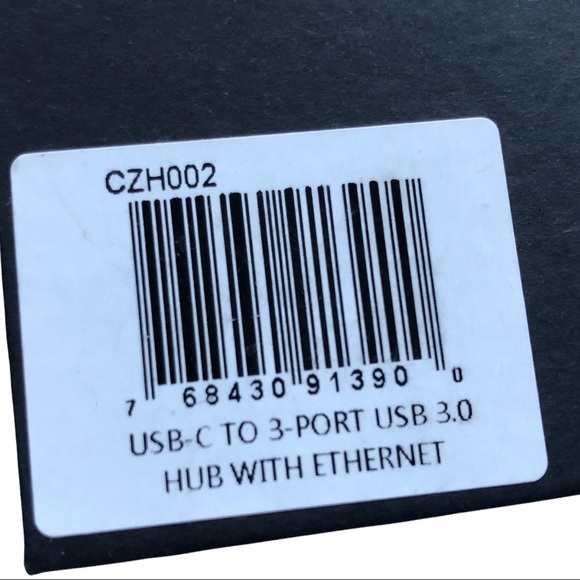 CZH002
7 68430 91390 0
USB-C TO 3-PORT USB 3.0
HUB WITH ETHERNET